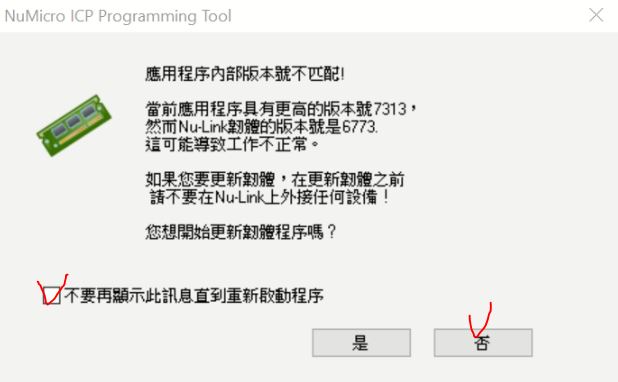 NuMicro ICP Programming Tool
應用程序內部版本號不匹配!
當前應用程序具有更高的版本號7313，
然而Nu-Link韌體的版本號是6773.
這可能導致工作不正常。
如果您要更新韌體，在更新韌體之前
請不要在Nu-Link上外接任何設備！
您想開始更新韌體程序嗎？
不要再顯示此訊息直到重新啟動程序
是
否